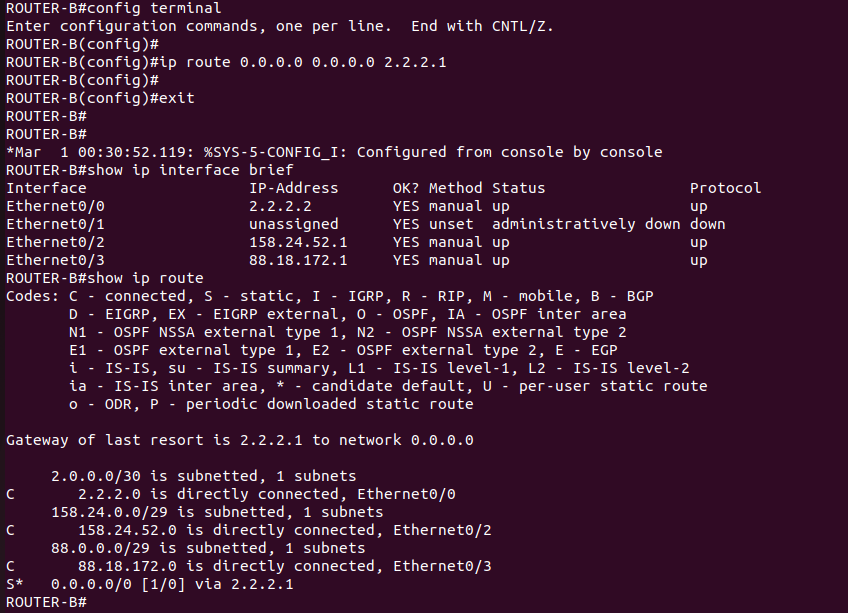 ROUTER-B#config terminal
Enter configuration commands, one per line.  End with CNTL/Z.
ROUTER-B(config)#
ROUTER-B(config)#ip route 0.0.0.0 0.0.0.0 2.2.2.1
ROUTER-B(config)#
ROUTER-B(config)#exit
ROUTER-B#
ROUTER-B#
*Mar  1 00:30:52.119: %SYS-5-CONFIG_I: Configured from console by console
ROUTER-B#show ip interface brief
Interface                  IP-Address      OK? Method Status                Protocol
Ethernet0/0                2.2.2.2         YES manual up                    up
Ethernet0/1                unassigned      YES unset  administratively down down
Ethernet0/2                158.24.52.1     YES manual up                    up
Ethernet0/3                88.18.172.1     YES manual up                    up
ROUTER-B#show ip route
Codes: C - connected, S - static, I - IGRP, R - RIP, M - mobile, B - BGP
       D - EIGRP, EX - EIGRP external, O - OSPF, IA - OSPF inter area
       N1 - OSPF NSSA external type 1, N2 - OSPF NSSA external type 2
       E1 - OSPF external type 1, E2 - OSPF external type 2, E - EGP
       i - IS-IS, su - IS-IS summary, L1 - IS-IS level-1, L2 - IS-IS level-2
       ia - IS-IS inter area, * - candidate default, U - per-user static route
       o - ODR, P - periodic downloaded static route

Gateway of last resort is 2.2.2.1 to network 0.0.0.0

     2.0.0.0/30 is subnetted, 1 subnets
C       2.2.2.0 is directly connected, Ethernet0/0
     158.24.0.0/29 is subnetted, 1 subnets
C       158.24.52.0 is directly connected, Ethernet0/2
     88.0.0.0/29 is subnetted, 1 subnets
C       88.18.172.0 is directly connected, Ethernet0/3
S*   0.0.0.0/0 [1/0] via 2.2.2.1
ROUTER-B#